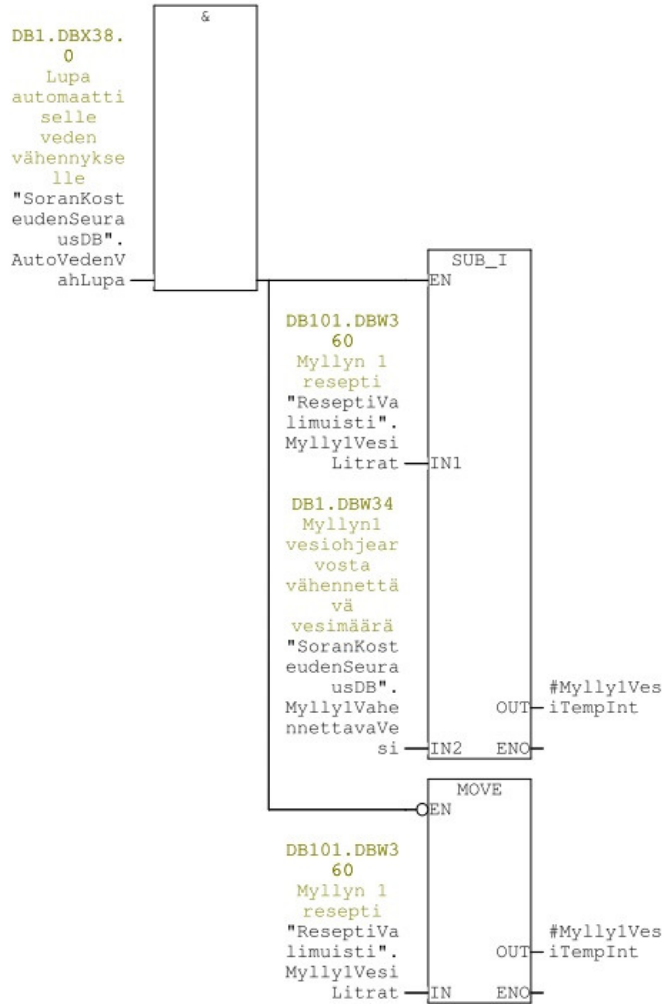 &
DB1.DBX38.
0
Lupa
automaatti
selle
veden
vähennykse
lle
"SoranKost
eudenSeura
usDB".
AutoVedenV
ahLupa
SUB_I
EN
DB101.DBW3
60
Myllyn 1
resepti
"ReseptiVa
limuisti".
Mylly1Vesi
Litrat
IN1
DB1.DBW34
Myllyn1
vesiohjear
vosta
vähennettä
vä
vesimäärä
"SoranKost
eudenSeura
usDB".
Mylly1Vahe
nnettavaVe
si
IN2
OUT
#Mylly1Ves
iTempInt
ENO
MOVE
EN
DB101.DBW3
60
Myllyn 1
resepti
"ReseptiVa
limuisti".
Mylly1Vesi
Litrat
IN
OUT
#Mylly1Ves
iTempInt
ENO